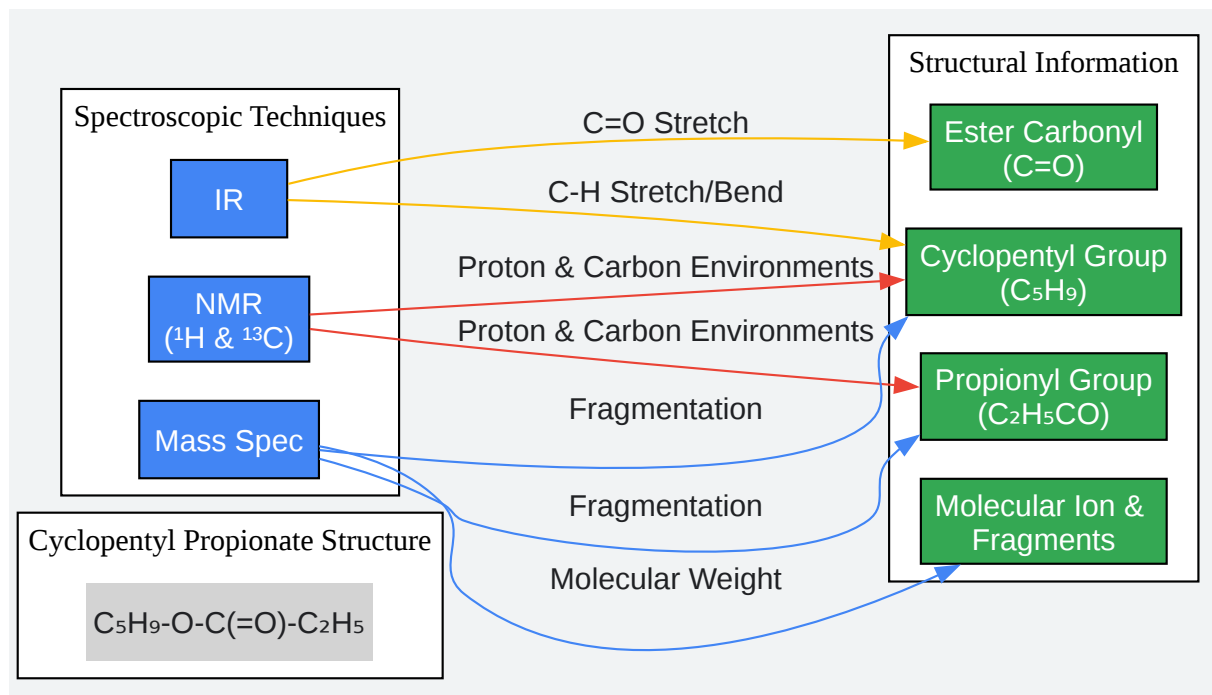 Spectroscopic Techniques
IR
NMR
(¹H & ¹³C)
Mass Spec
Cyclopentyl Propionate Structure
C₅H₉-O-C(=O)-C₂H₅
C=O Stretch
C-H Stretch/Bend
Proton & Carbon Environments
Proton & Carbon Environments
Fragmentation
Fragmentation
Molecular Weight
Structural Information
Ester Carbonyl
(C=O)
Cyclopentyl Group
(C₅H₉)
Propionyl Group
(C₂H₅CO)
Molecular Ion &
Fragments